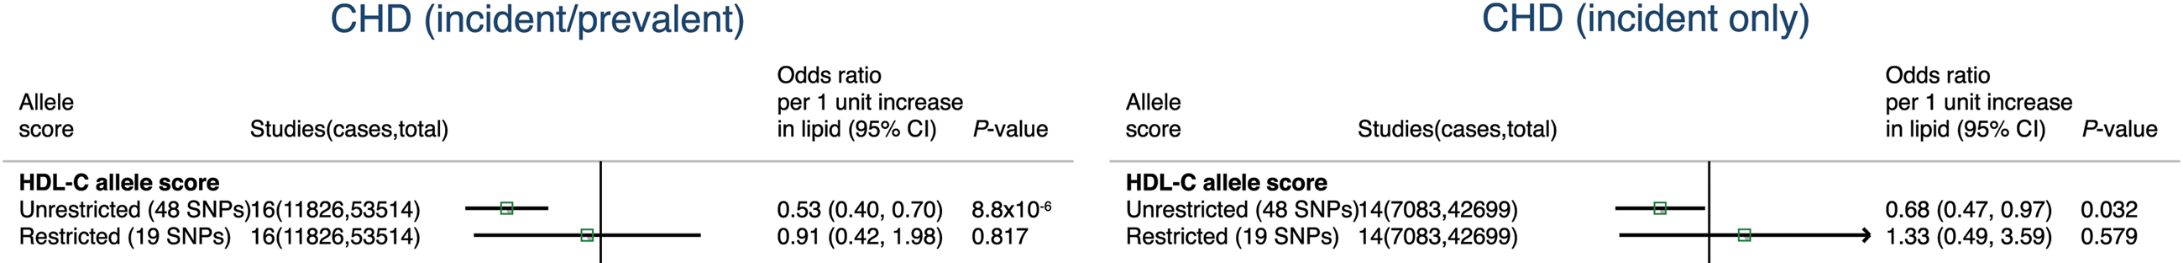 CHD (incident/prevalent)
Allele
score
Studies(cases,total)
Odds ratio
per 1 unit increase
in lipid (95% CI)
P-value
HDL-C allele score
Unrestricted (48 SNPs)16(11826,53514) 0.53 (0.40, 0.70) 8.8x10-6
Restricted (19 SNPs) 16(11826,53514) 0.91 (0.42, 1.98) 0.817
CHD (incident only)
Allele
score
Studies(cases,total)
Odds ratio
per 1 unit increase
in lipid (95% CI)
P-value
HDL-C allele score
Unrestricted (48 SNPs)14(7083,42699) 0.68 (0.47, 0.97) 0.032
Restricted (19 SNPs) 14(7083,42699) 1.33 (0.49, 3.59) 0.579